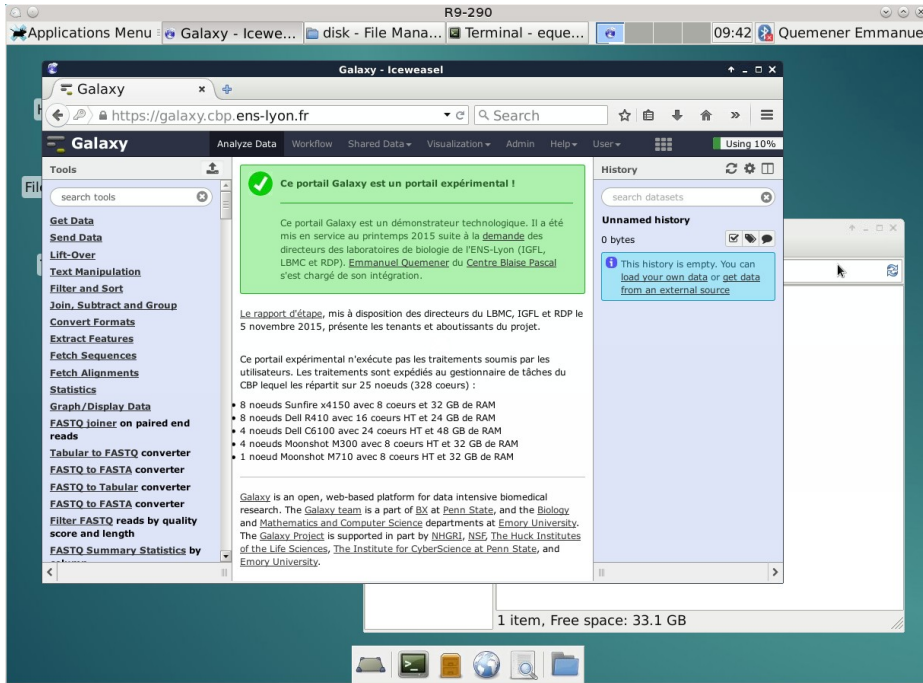 R9-290
Applications Menu
Galaxy - Icewe...
disk - File Mana...
Terminal - eque...
09:42
Quemener Emmanue
Galaxy - Iceweasel
Galaxy
https://galaxy.cbp.ens-lyon.fr
Search
Galaxy
Analyze Data
Workflow
Shared Data
Visualization
Admin
Help
User
Using 10%
Tools
search tools
Get Data
Send Data
Lift-Over
Text Manipulation
Filter and Sort
Join, Subtract and Group
Convert Formats
Extract Features
Fetch Sequences
Fetch Alignments
Statistics
Graph/Display Data
FASTQ joiner on paired end
reads
Tabular to FASTQ converter
FASTQ to FASTA converter
FASTQ to Tabular converter
FASTQ to FASTA converter
Filter FASTQ reads by quality
score and length
FASTQ Summary Statistics by
Ce portail Galaxy est un portail expérimental !
Ce portail Galaxy est un démonstrateur technologique. Il a été
mis en service au printemps 2015 suite à la demande des
directeurs des laboratoires de biologie de l'ENS-Lyon (IGFL,
LBMC et RDP). Emmanuel Quemener du Centre Blaise Pascal
s'est chargé de son intégration.
Le rapport d'étape, mis à disposition des directeurs du LBMC, IGFL et RDP le
5 novembre 2015, présente les tenants et aboutissants du projet.
Ce portail expérimental n'exécute pas les traitements soumis par les
utilisateurs. Les traitements sont expédiés au gestionnaire de tâches du
CBP lequel les répartit sur 25 noeuds (328 coeurs) :
• 8 noeuds Sunfire x4150 avec 8 coeurs et 32 GB de RAM
• 8 noeuds Dell R410 avec 16 coeurs HT et 24 GB de RAM
• 4 noeuds Dell C6100 avec 24 coeurs HT et 48 GB de RAM
• 4 noeuds Moonshot M300 avec 8 coeurs HT et 32 GB de RAM
• 1 noeud Moonshot M710 avec 8 coeurs HT et 32 GB de RAM
Galaxy is an open, web-based platform for data intensive biomedical
research. The Galaxy team is a part of BX at Penn State, and the Biology
and Mathematics and Computer Science departments at Emory University.
The Galaxy Project is supported in part by NHGRI, NSF, The Huck Institutes
of the Life Sciences, The Institute for CyberScience at Penn State, and
Emory University.
History
search datasets
Unnamed history
0 bytes
This history is empty. You can
load your own data or get data
from an external source
Fil
1 item, Free space: 33.1 GB